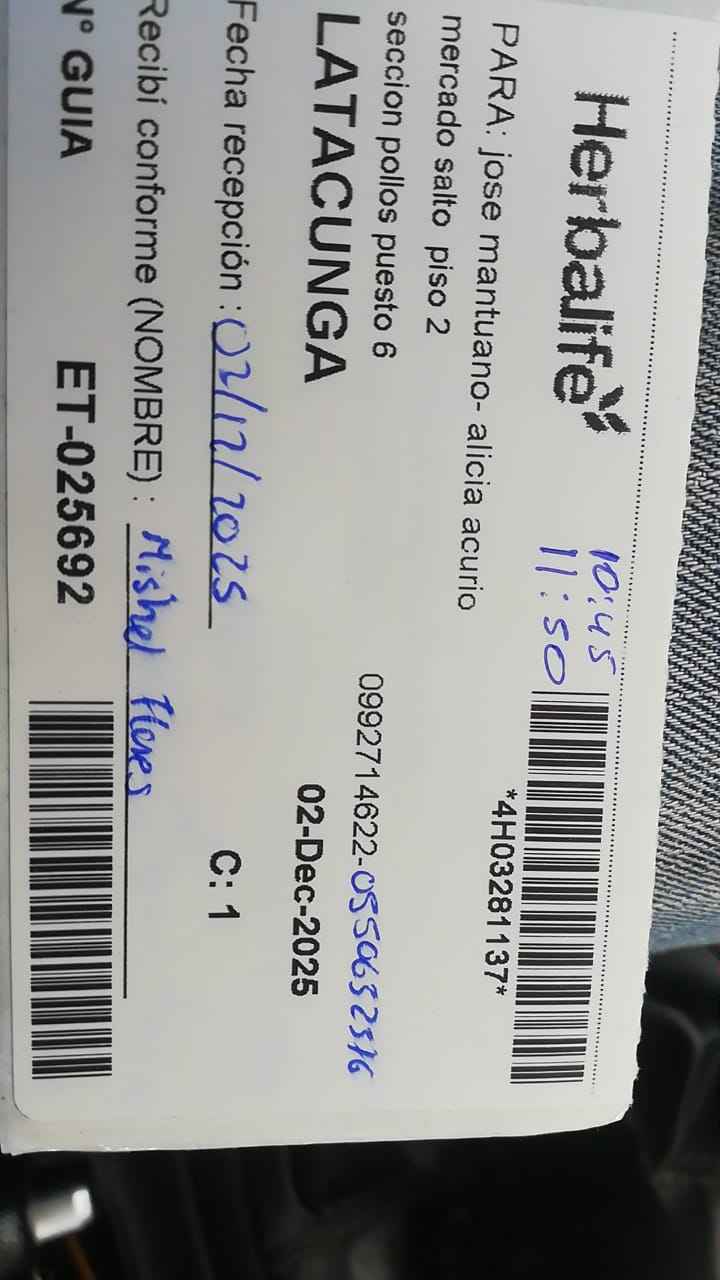 Herbalife
10:45
11:50
*4H03281137*
PARA: jose mantuano- alicia acurio
mercado salto piso 2
seccion pollos puesto 6
0992714622-0550632516
LATACUNGA
02-Dec-2025
Fecha recepción : 02/12/2025
C: 1
Recibí conforme (NOMBRE) : Mishel Flores
N° GUIA ET-025692